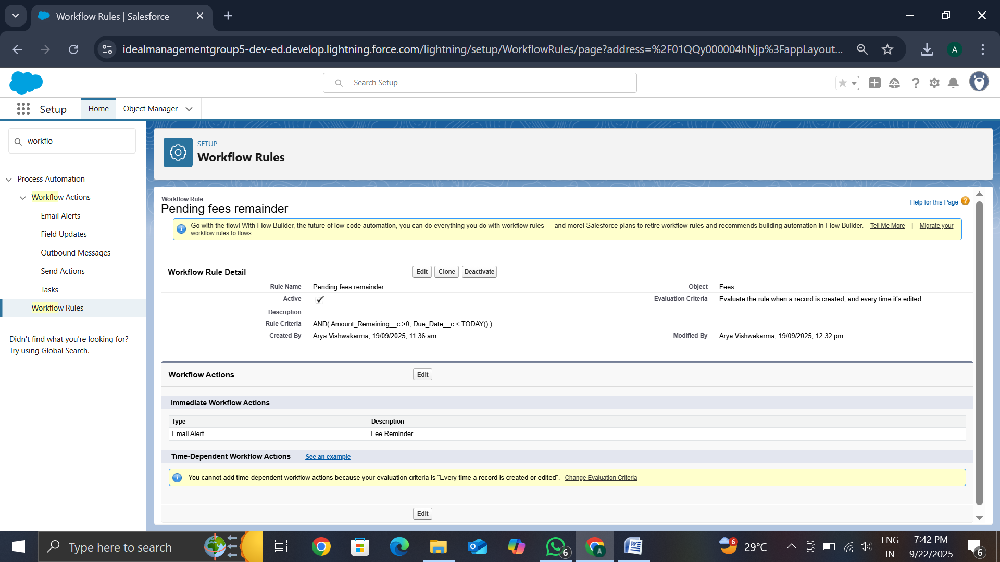 Workflow Rules | Salesforce
idealmanagementgroup5-dev-ed.develop.lightning.force.com/lightning/setup/WorkflowRules/page?address=%2F01QQy000004hNjp%3FappLayout...
A
Search Setup
Setup
Home
Object Manager
workflo
Process Automation
Workflow Actions
Email Alerts
Field Updates
Outbound Messages
Send Actions
Tasks
Workflow Rules
Didn't find what you're looking for?
Try using Global Search.
SETUP
Workflow Rules
Workflow Rule
Pending fees remainder
Help for this Page
Go with the flow! With Flow Builder, the future of low-code automation, you can do everything you do with workflow rules — and more! Salesforce plans to retire workflow rules and recommends building automation in Flow Builder. Tell Me More | Migrate your
workflow rules to flows
Workflow Rule Detail Edit Clone Deactivate
Rule Name Pending fees remainder Object Fees
Active Evaluation Criteria Evaluate the rule when a record is created, and every time it's edited
Description
Rule Criteria AND( Amount_Remaining__c >0, Due_Date__c < TODAY() )
Created By Arya Vishwakarma, 19/09/2025, 11:36 am Modified By Arya Vishwakarma, 19/09/2025, 12:32 pm
Workflow Actions Edit
Immediate Workflow Actions
Type Description
Email Alert Fee Reminder
Time-Dependent Workflow Actions See an example
You cannot add time-dependent workflow actions because your evaluation criteria is "Every time a record is created or edited". Change Evaluation Criteria
Edit
Type here to search
6
A
6
29°C
ENG
IN
7:42 PM
9/22/2025
6